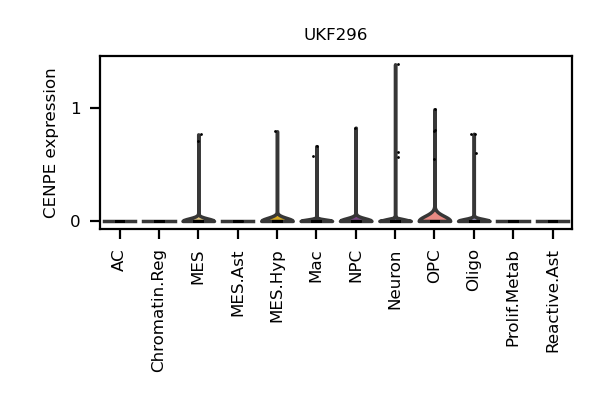 UKF296
CENPE expression
1
0
AC
Chromatin.Reg
MES
MES.Ast
MES.Hyp
Mac
NPC
Neuron
OPC
Oligo
Prolif.Metab
Reactive.Ast